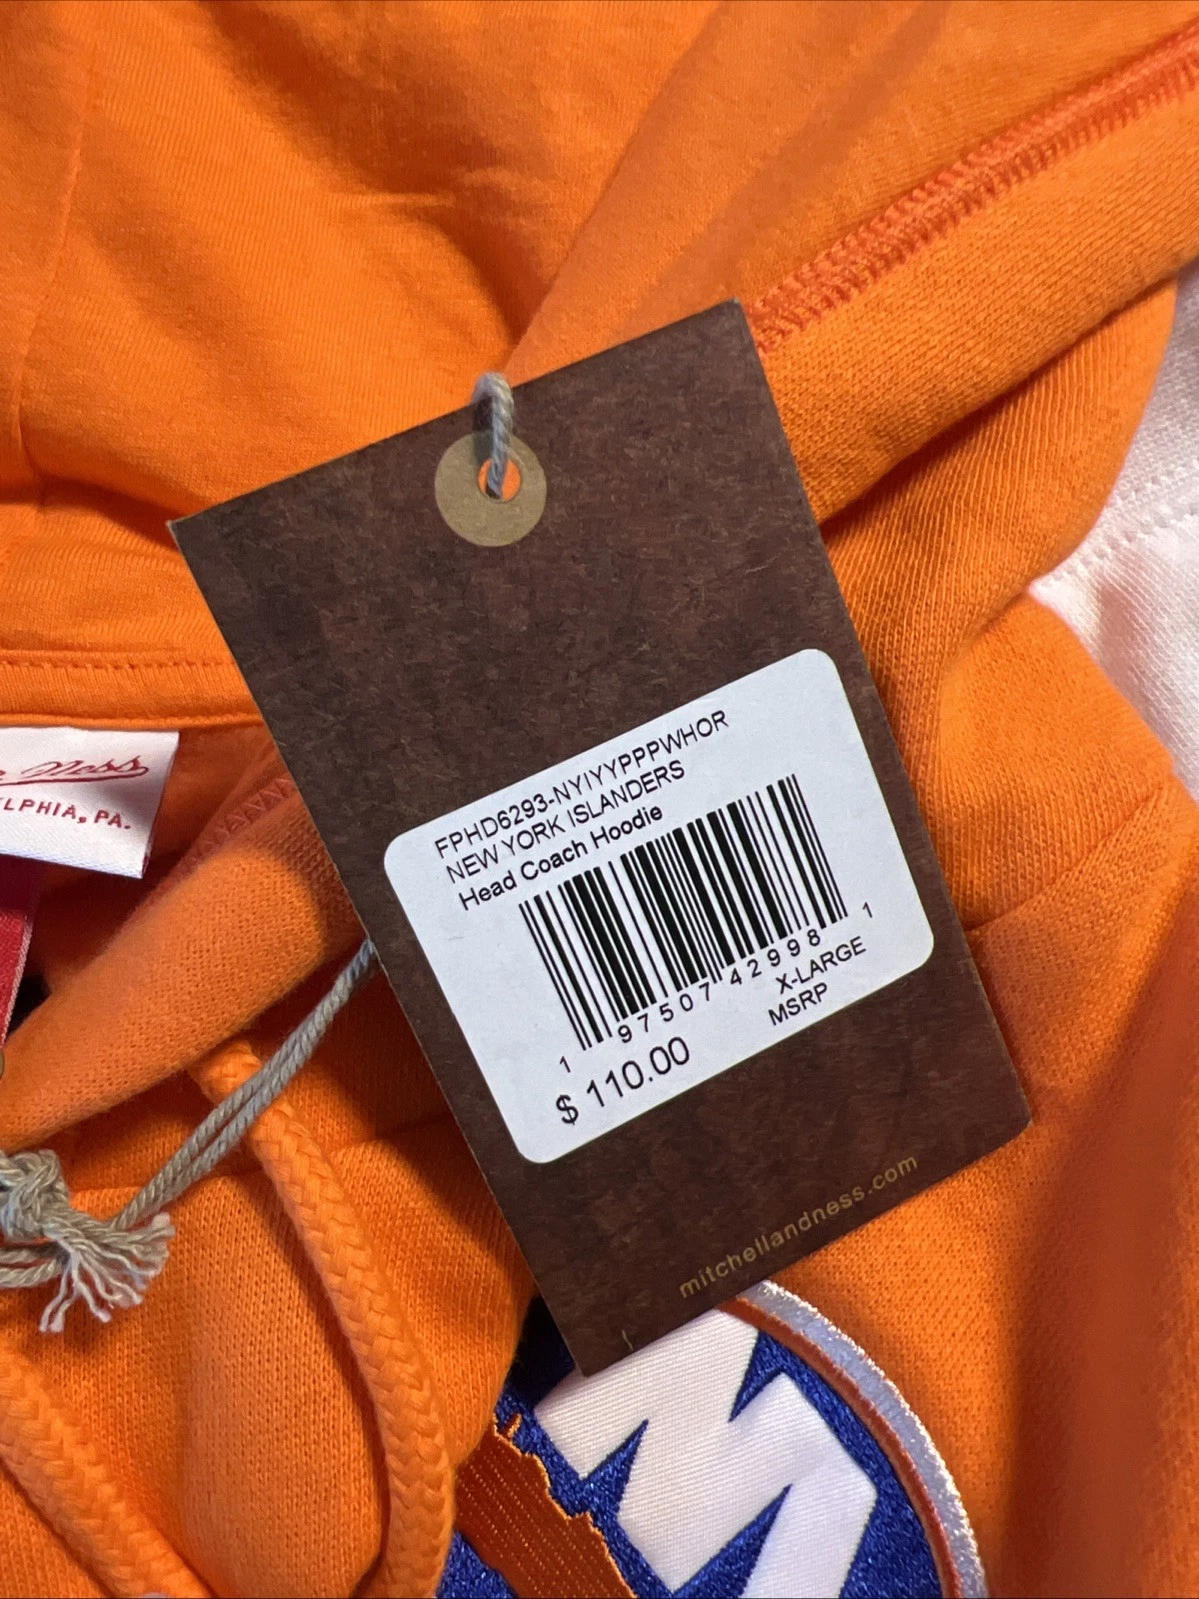 FPHD6293-NYIYYPPPWHOR
NEW YORK ISLANDERS
Head Coach Hoodie
1 97507 42998 1
X-LARGE
$ 110.00
MSRP
mitchellandness.com
Ness
LPHIA, PA.